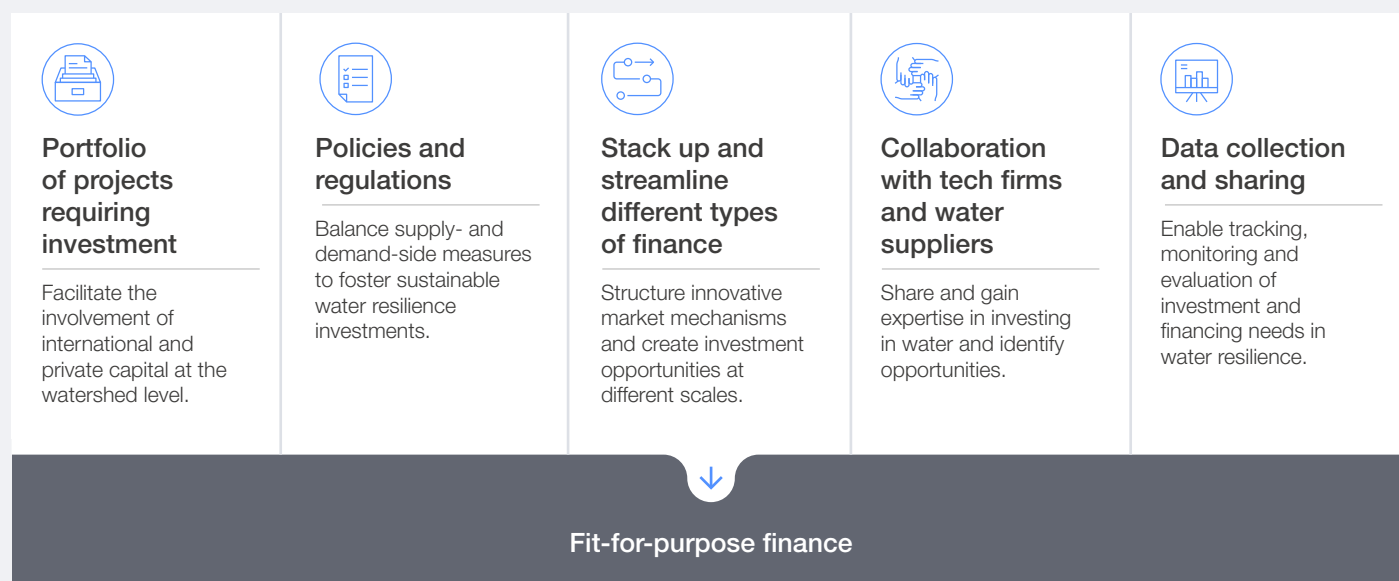 Portfolio
of projects
requiring
investment
Facilitate the
involvement of
international and
private capital at the
watershed level.
Policies and
regulations
Balance supply- and
demand-side measures
to foster sustainable
water resilience
investments.
Stack up and
streamline
different types
of finance
Structure innovative
market mechanisms
and create investment
opportunities at
different scales.
Collaboration
with tech firms
and water
suppliers
Share and gain
expertise in investing
in water and identify
opportunities.
Data collection
and sharing
Enable tracking,
monitoring and
evaluation of
investment and
financing needs in
water resilience.
Fit-for-purpose finance